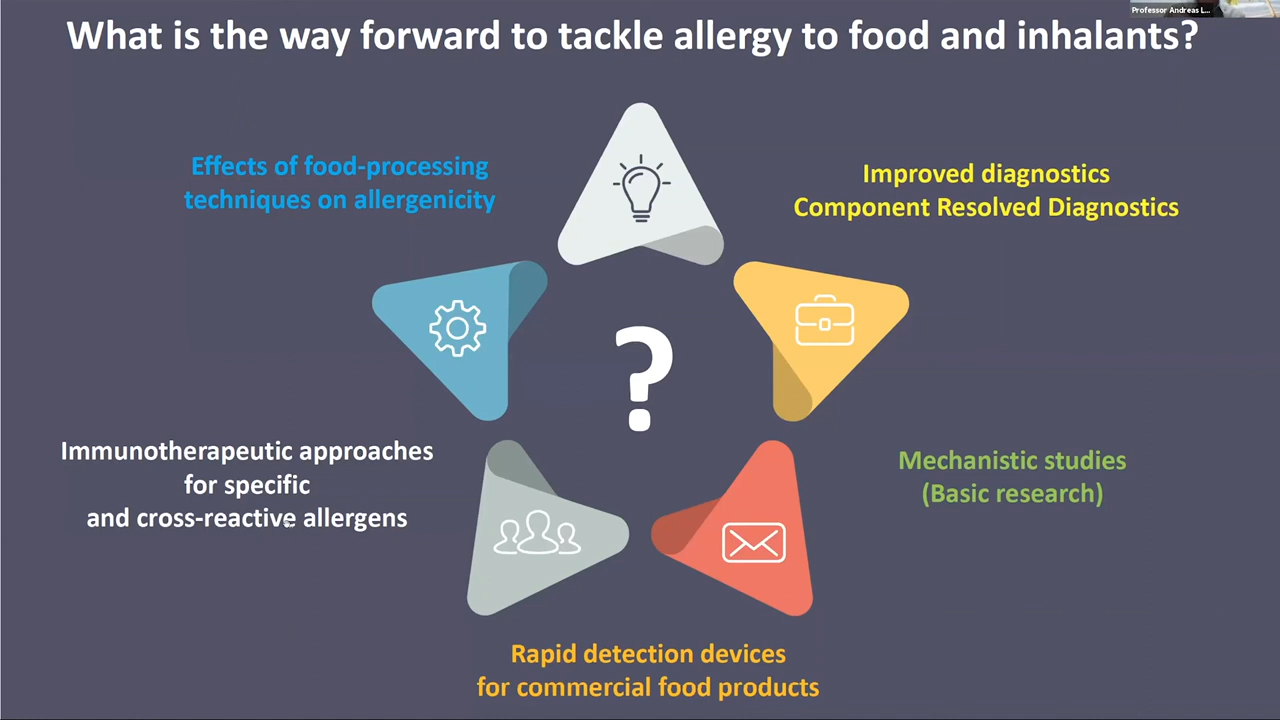 Professor Andreas L...
What is the way forward to tackle allergy to food and inhalants?
Effects of food-processing
techniques on allergenicity
Improved diagnostics
Component Resolved Diagnostics
?
Immunotherapeutic approaches
for specific
and cross-reactive allergens
Mechanistic studies
(Basic research)
Rapid detection devices
for commercial food products